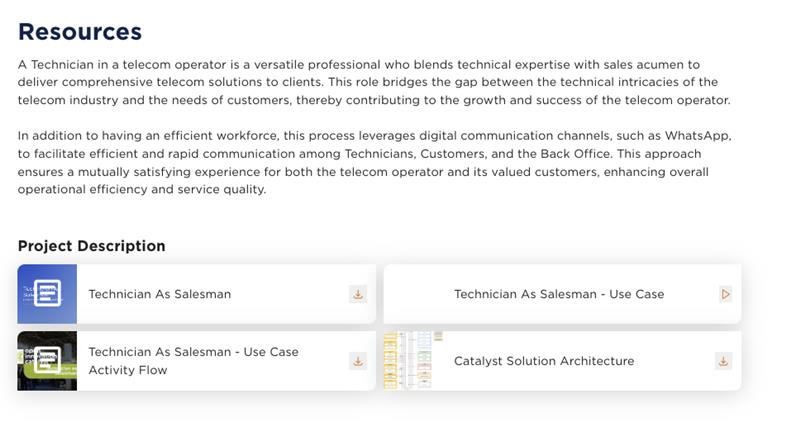 Resources
A Technician in a telecom operator is a versatile professional who blends technical expertise with sales acumen to
deliver comprehensive telecom solutions to clients. This role bridges the gap between the technical intricacies of the
telecom industry and the needs of customers, thereby contributing to the growth and success of the telecom operator.
In addition to having an efficient workforce, this process leverages digital communication channels, such as WhatsApp,
to facilitate efficient and rapid communication among Technicians, Customers, and the Back Office. This approach
ensures a mutually satisfying experience for both the telecom operator and its valued customers, enhancing overall
operational efficiency and service quality.
Project Description
Technician As Salesman
Technician As Salesman - Use Case
Technician As Salesman - Use Case
Activity Flow
Catalyst Solution Architecture